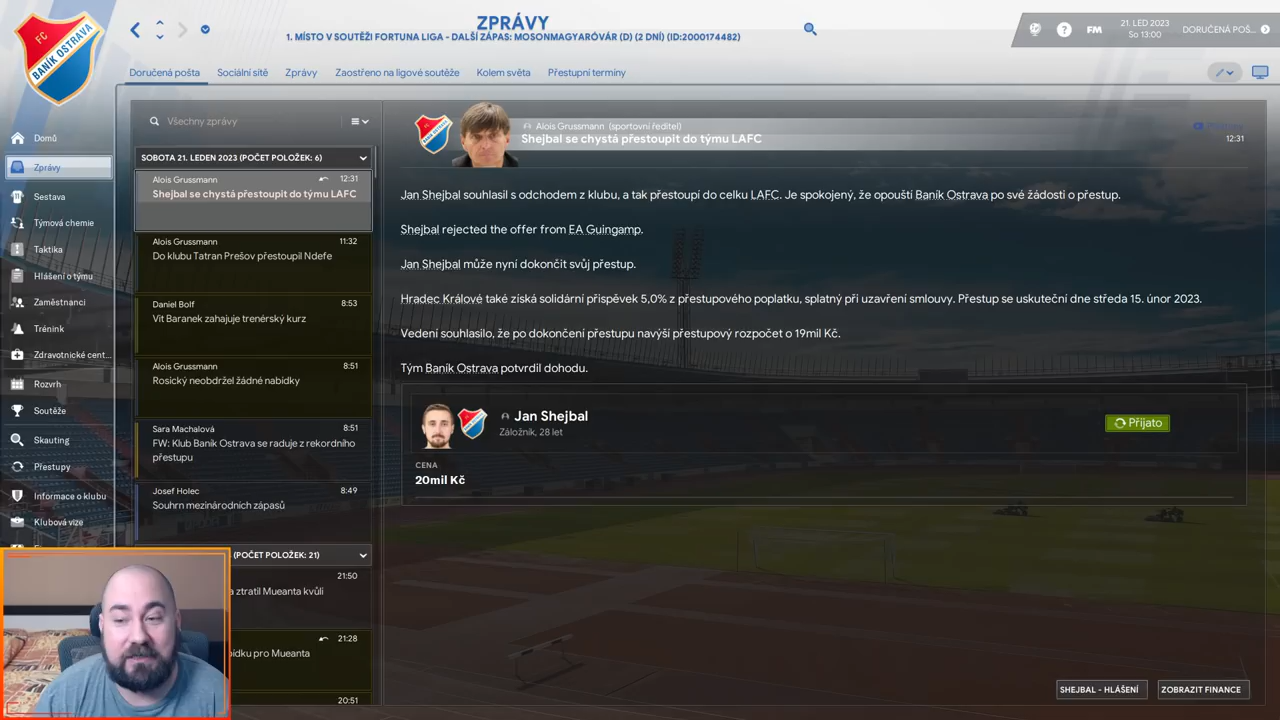 FC
BANÍK OSTRAVA
ZPRÁVY
1. MÍSTO V SOUTĚŽI FORTUNA LIGA - DALŠÍ ZÁPAS: MOSONMAGYARÓVÁR (D) (2 DNÍ) (ID:2000174482)
FM
21. LED 2023
So 13:00
DORUČENÁ POŠ...
Doručená pošta
Sociální sítě
Zprávy
Zaostřeno na ligové soutěže
Kolem světa
Přestupní termíny
Domů
Zprávy
Sestava
Týmová chemie
Taktika
Hlášení o týmu
Zaměstnanci
Trénink
Zdravotnické cent...
Rozvrh
Soutěže
Skauting
Přestupy
Informace o klubu
Klubová vize
Všechny zprávy
SOBOTA 21. LEDEN 2023 (POČET POLOŽEK: 6)
Alois Grussmann 12:31
Shejbal se chystá přestoupit do týmu LAFC
Alois Grussmann 11:32
Do klubu Tatran Prešov přestoupil Ndefe
Daniel Bolf 8:53
Vít Baranek zahajuje trenérský kurz
Alois Grussmann 8:51
Rosický neobdržel žádné nabídky
Sara Machalová 8:51
FW: Klub Baník Ostrava se raduje z rekordního
přestupu
Josef Holec 8:49
Souhrn mezinárodních zápasů
(POČET POLOŽEK: 21)
21:50
a ztratil Mueanta kvůli
21:28
bídku pro Mueanta
20:51
Alois Grussmann (sportovní ředitel)
Shejbal se chystá přestoupit do týmu LAFC
12:31
Jan Shejbal souhlasil s odchodem z klubu, a tak přestoupí do celku LAFC. Je spokojený, že opouští Baník Ostrava po své žádosti o přestup.
Shejbal rejected the offer from EA Guingamp.
Jan Shejbal může nyní dokončit svůj přestup.
Hradec Králové také získá solidární příspěvek 5,0% z přestupového poplatku, splatný při uzavření smlouvy. Přestup se uskuteční dne středa 15. únor 2023.
Vedení souhlasilo, že po dokončení přestupu navýší přestupový rozpočet o 19mil Kč.
Tým Baník Ostrava potvrdil dohodu.
Jan Shejbal
Záložník, 28 let
Přijato
CENA
20mil Kč
SHEJBAL - HLÁŠENÍ
ZOBRAZIT FINANCE